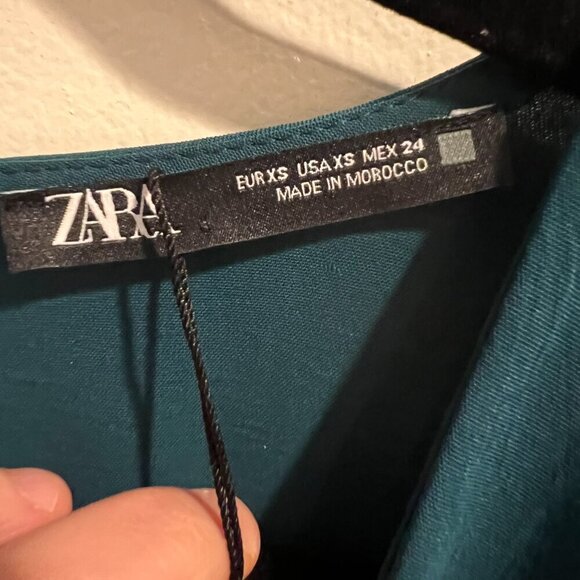 ZARA
EUR XS USA XS MEX 24
MADE IN MOROCCO